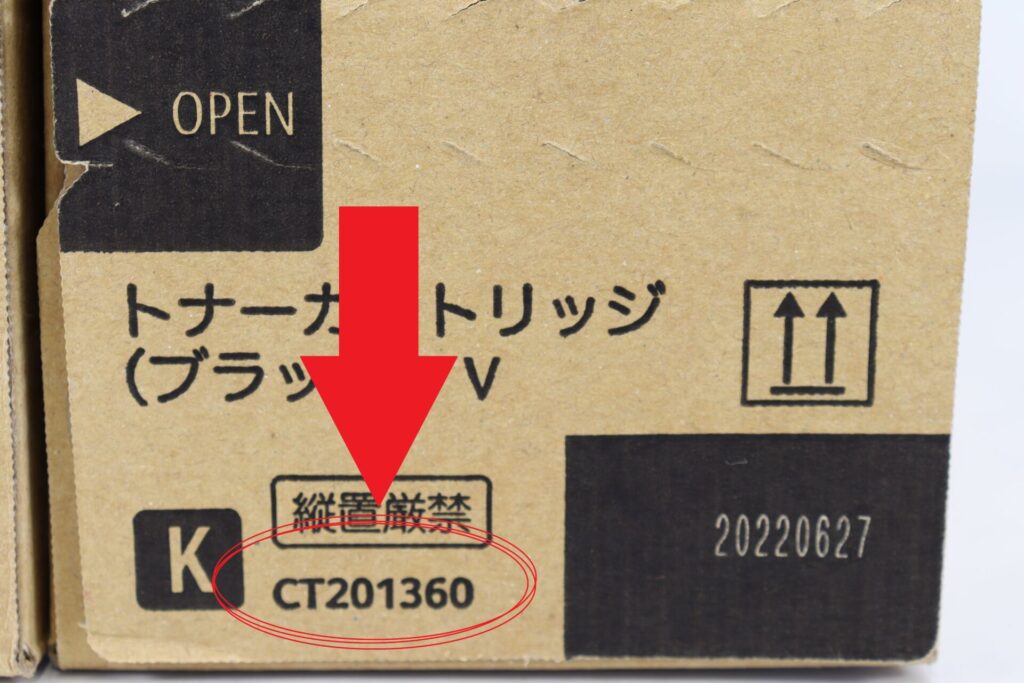 OPEN
トナーカ トリッジ
(ブラッ V
縦置厳禁
K
CT201360
20220627